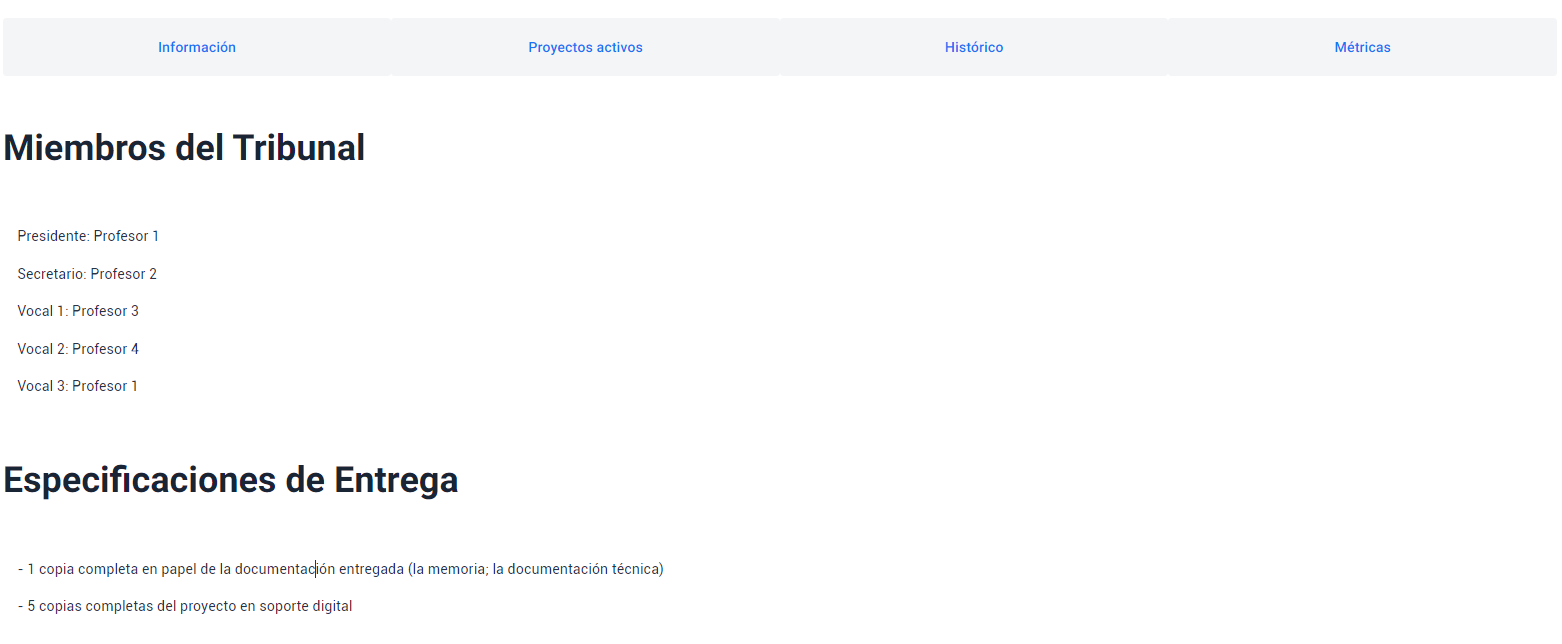 Información Proyectos activos Histórico Métricas
Miembros del Tribunal
Presidente: Profesor 1
Secretario: Profesor 2
Vocal 1: Profesor 3
Vocal 2: Profesor 4
Vocal 3: Profesor 1
Especificaciones de Entrega
- 1 copia completa en papel de la documentación entregada (la memoria; la documentación técnica)
- 5 copias completas del proyecto en soporte digital